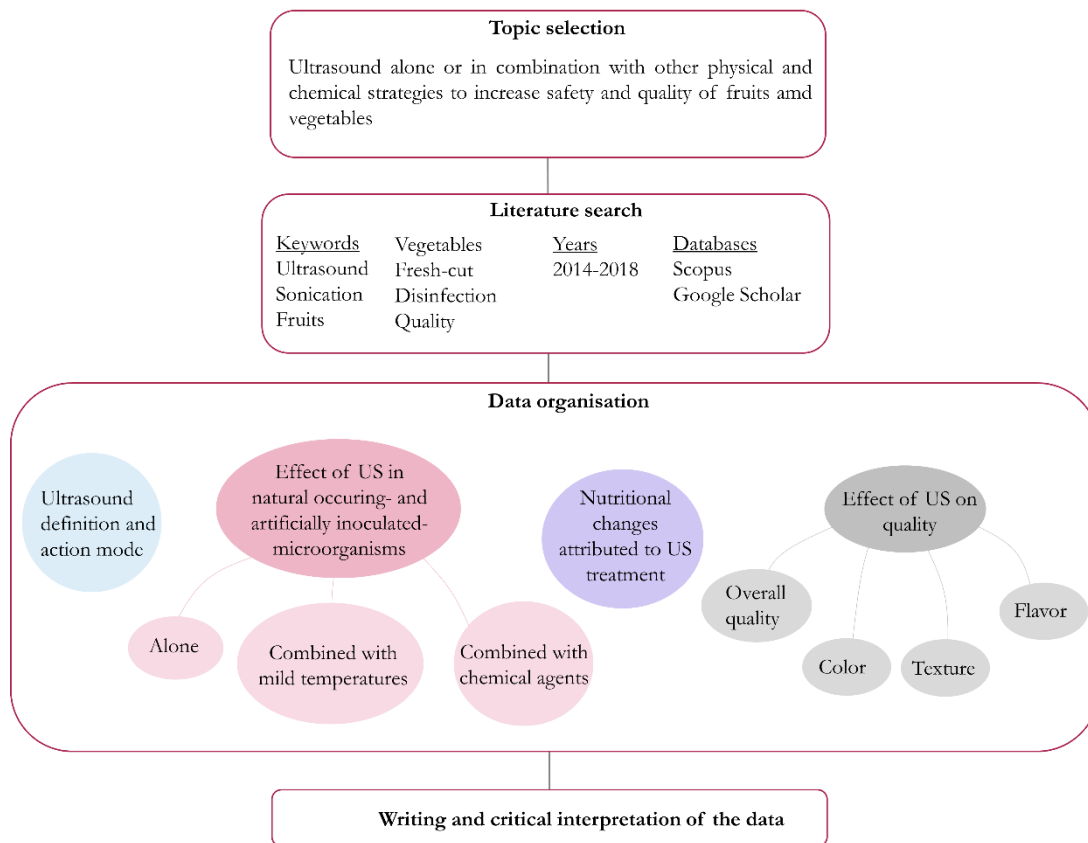 Topic selection
Ultrasound alone or in combination with other physical and
chemical strategies to increase safety and quality of fruits amd
vegetables
Literature search
Keywords
Ultrasound
Sonication
Fruits
Vegetables
Fresh-cut
Disinfection
Quality
Years
2014-2018
Databases
Scopus
Google Scholar
Data organisation
Ultrasound
definition and
action mode
Effect of US in
natural occuring- and
artificially inoculated-
microorganisms
Alone
Combined with
mild temperatures
Combined with
chemical agents
Nutritional
changes
attributed to US
treatment
Effect of US on
quality
Overall
quality
Color
Texture
Flavor
Writing and critical interpretation of the data